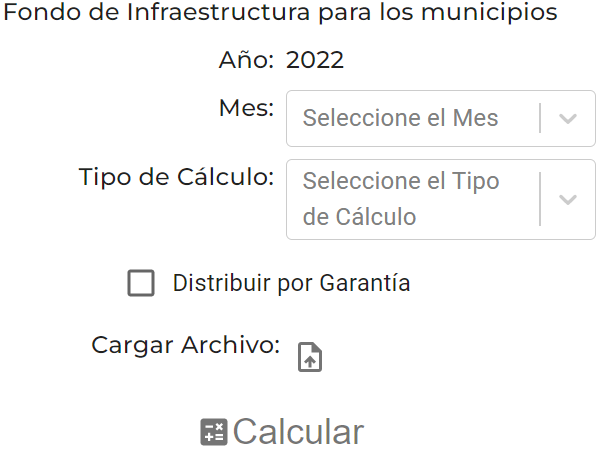 Fondo de Infraestructura para los municipios
Año: 2022
Mes: Seleccione el Mes
Tipo de Cálculo: Seleccione el Tipo
de Cálculo
Distribuir por Garantía
Cargar Archivo:
Calcular